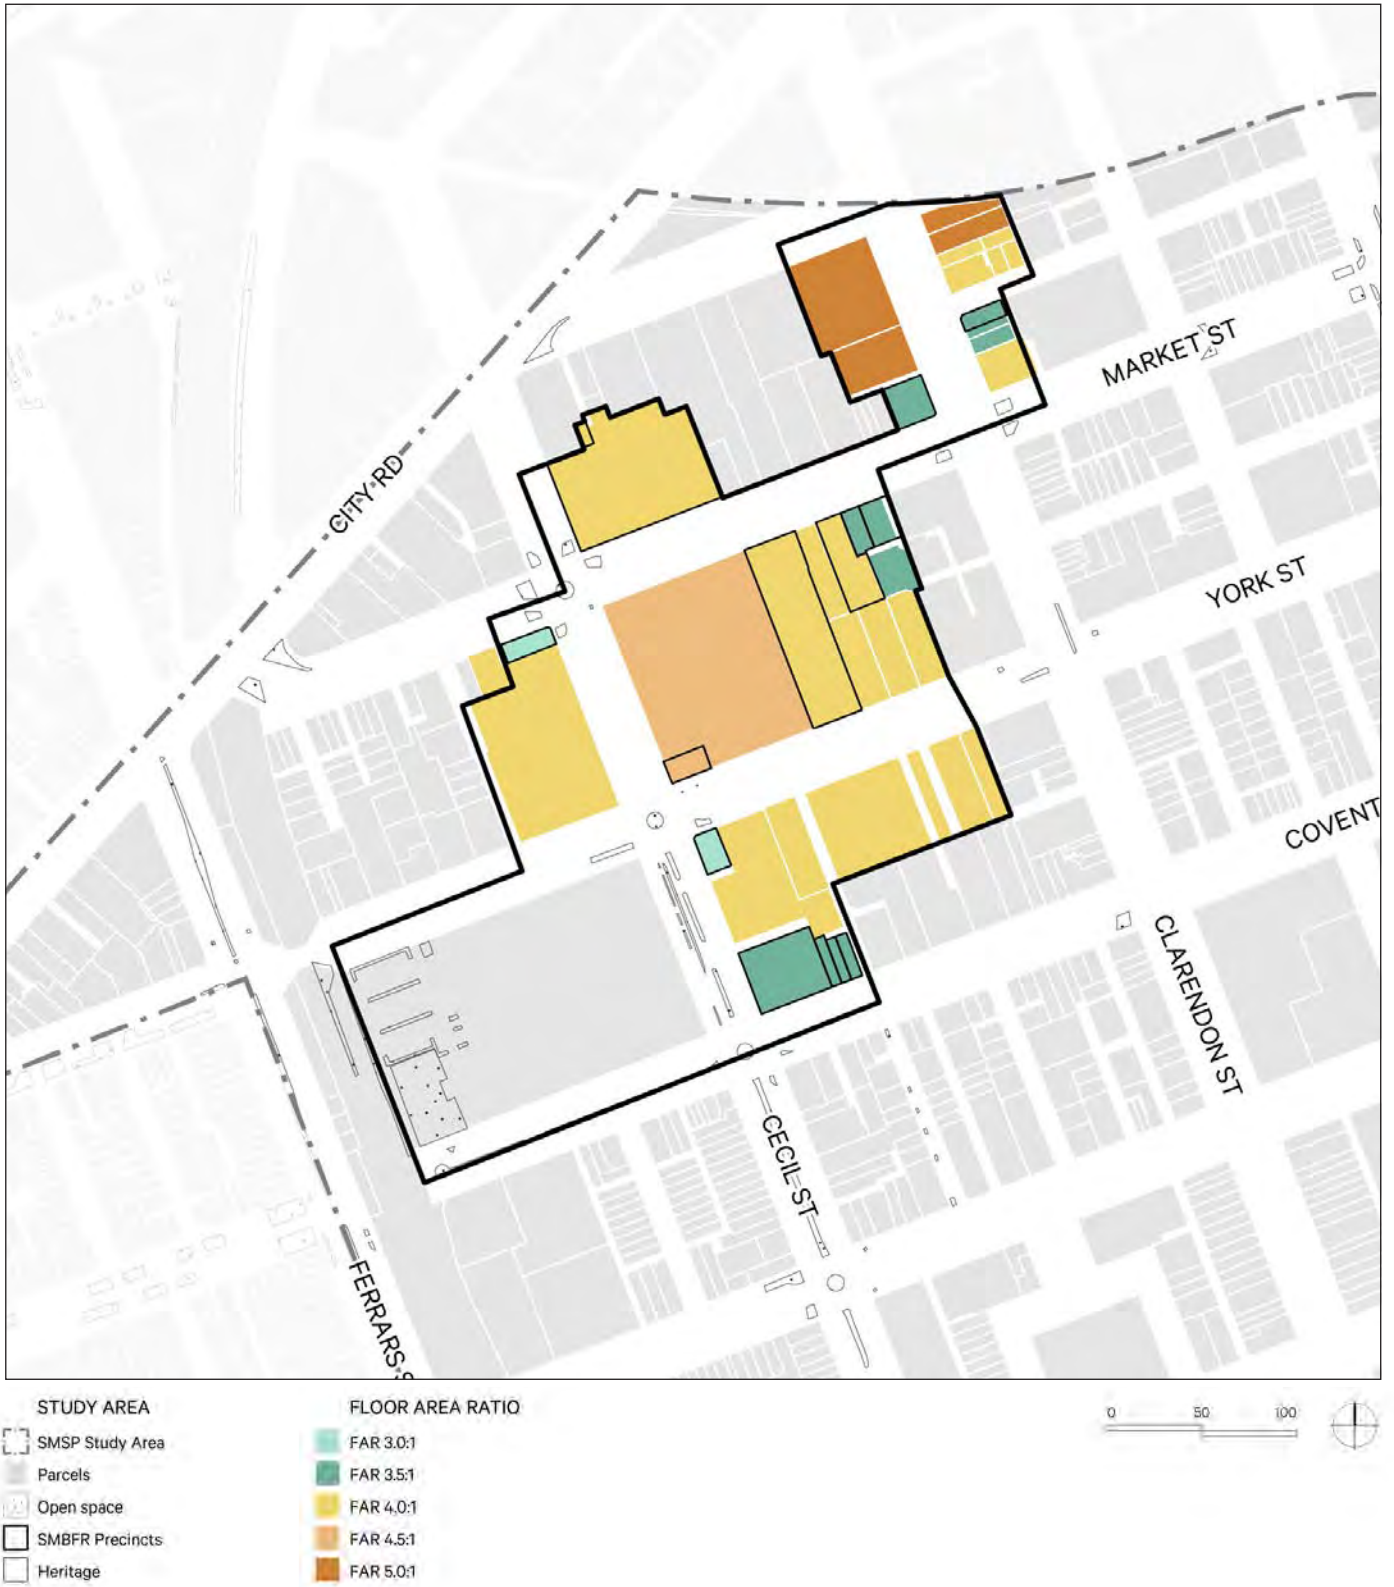 MARKET ST
CITY RD
YORK ST
COVENT
CLARENDON ST
CECIL ST
FERRARS S
STUDY AREA
SMSP Study Area
Parcels
Open space
SMBFR Precincts
Heritage
FLOOR AREA RATIO
FAR 3.0:1
FAR 3.5:1
FAR 4.0:1
FAR 4.5:1
FAR 5.0:1
0 50 100